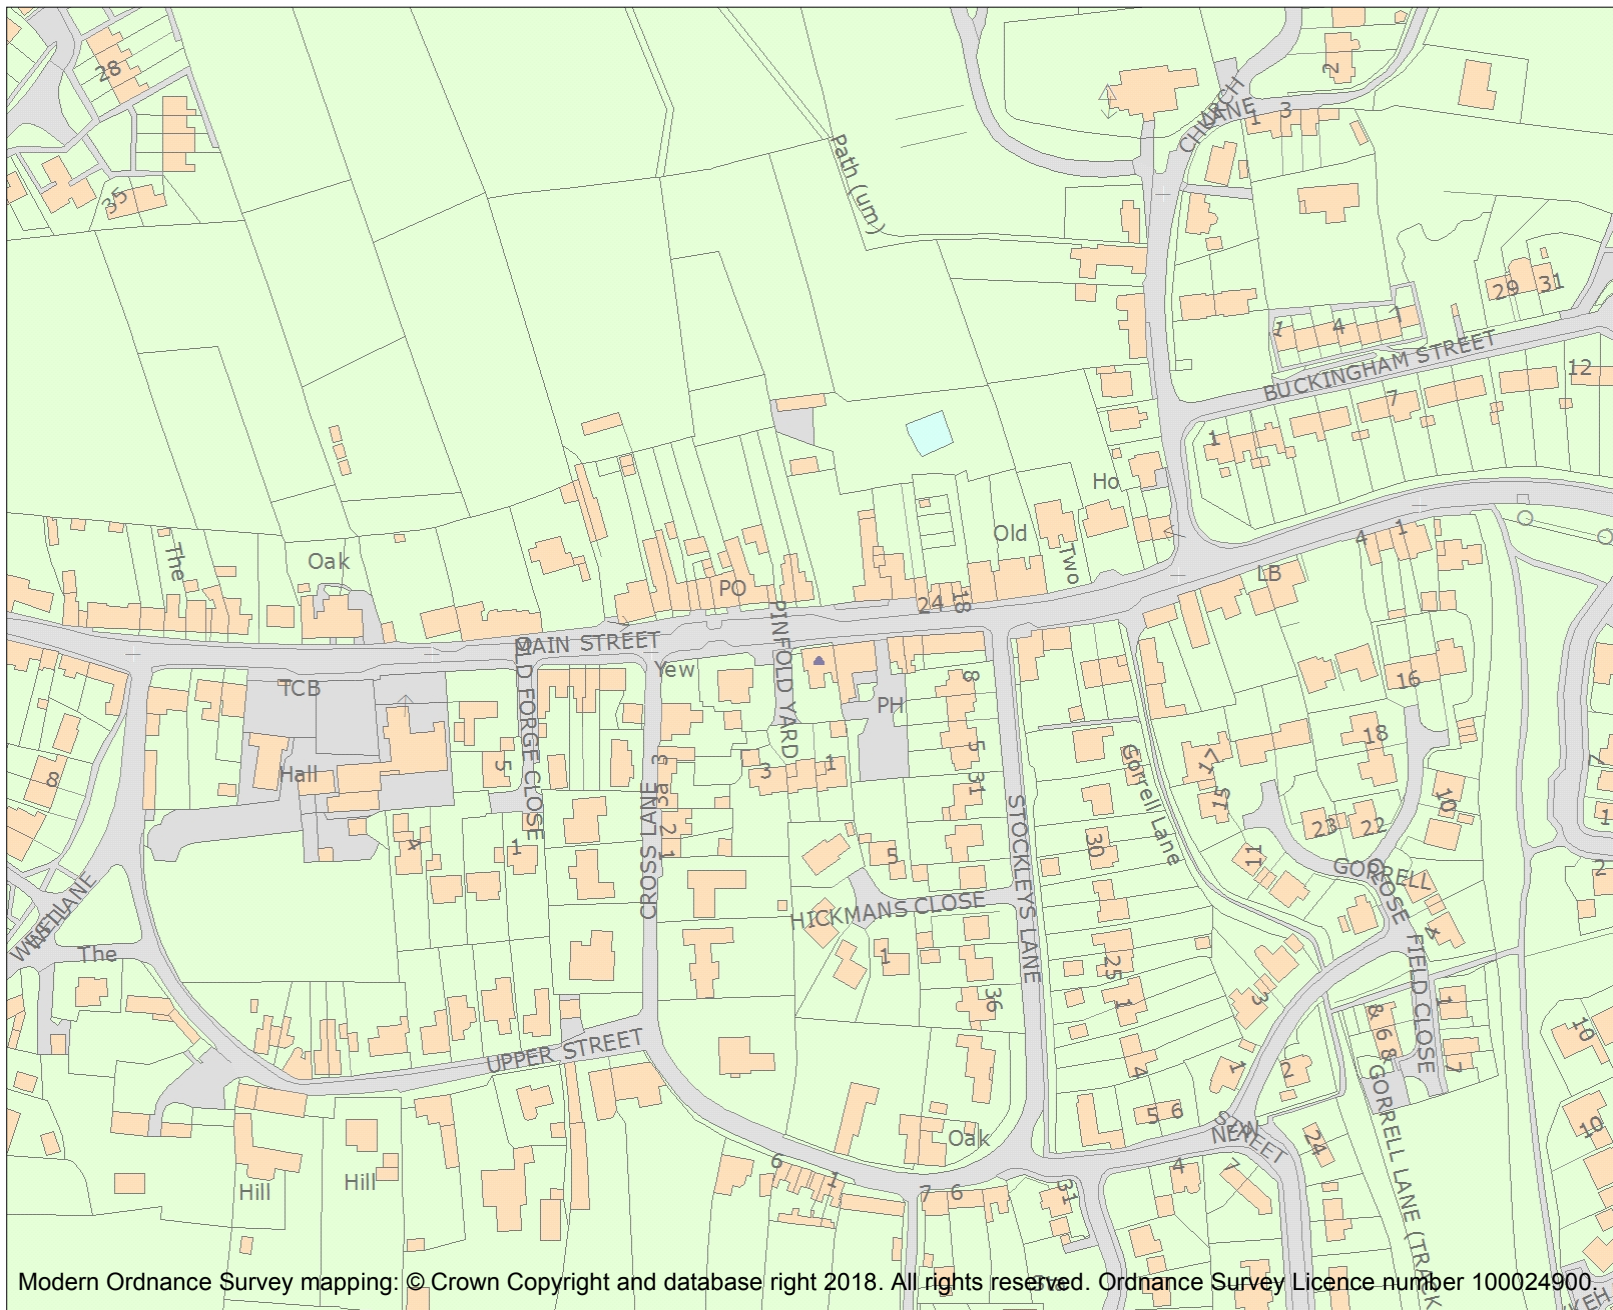 28
2
CHURCH
LANE
1
3
35
Path (um)
29
31
1
4
7
BUCKINGHAM STREET
12
7
1
Ho
The
Oak
Old
Two
4
1
LB
PO
24
18
MAIN STREET
PINFOLD YARD
OLD FORGE CLOSE
Yew
TCB
PH
8
16
18
5
17
Hall
5
3
3
1
31
8
3a
15
10
Gorrell Lane
CROSS LANE
STOCKLEYS LANE
2
1
4
1
5
30
23
22
11
1
2
GORRELL
CLOSE
HICKMANS CLOSE
WEST LANE
The
1
25
4
FIELD CLOSE
36
1
3
1
8 & 6
8
10
UPPER STREET
4
1
2
7
GORRELL LANE (TRACK
5
6
NEW
STREET
24
10
Oak
6
1
4
7
Hill
Hill
7
6
31
Modern Ordnance Survey mapping: © Crown Copyright and database right 2018. All rights reserved. Ordnance Survey Licence number 100024900.